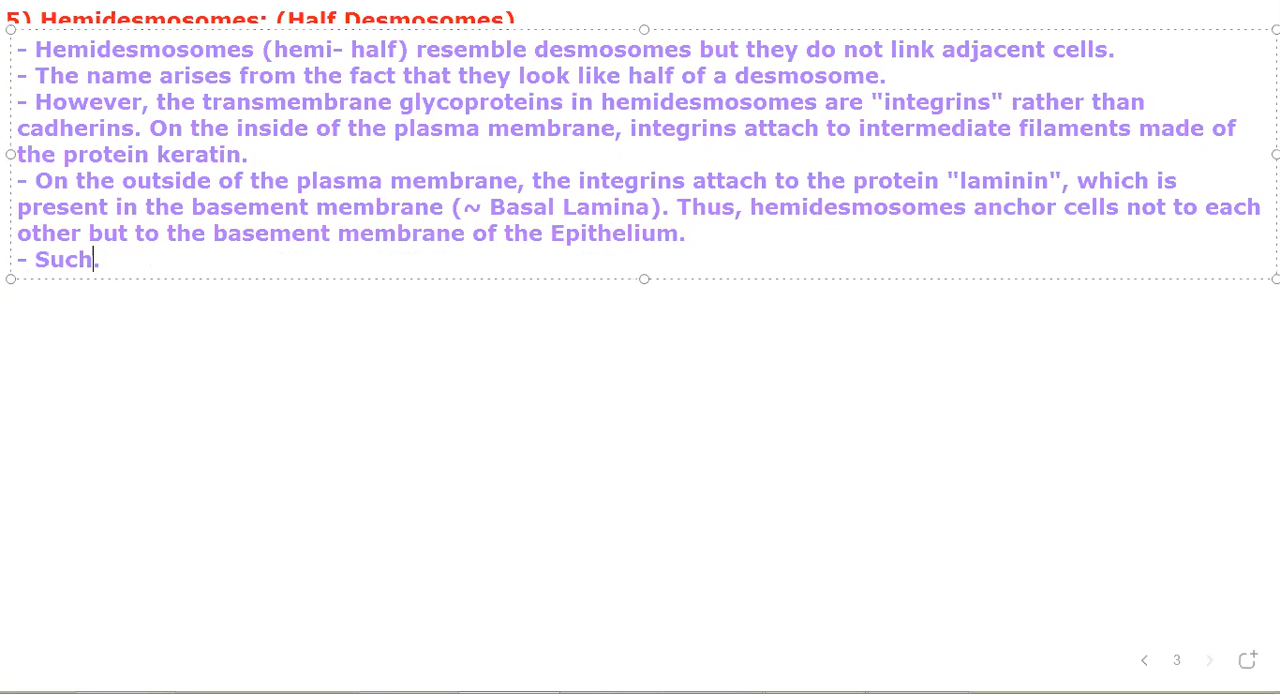 5) Hemidesmosomes: (Half Desmosomes)
- Hemidesmosomes (hemi- half) resemble desmosomes but they do not link adjacent cells.
- The name arises from the fact that they look like half of a desmosome.
- However, the transmembrane glycoproteins in hemidesmosomes are "integrins" rather than
cadherins. On the inside of the plasma membrane, integrins attach to intermediate filaments made of
the protein keratin.
- On the outside of the plasma membrane, the integrins attach to the protein "laminin", which is
present in the basement membrane (~ Basal Lamina). Thus, hemidesmosomes anchor cells not to each
other but to the basement membrane of the Epithelium.
- Such.
3